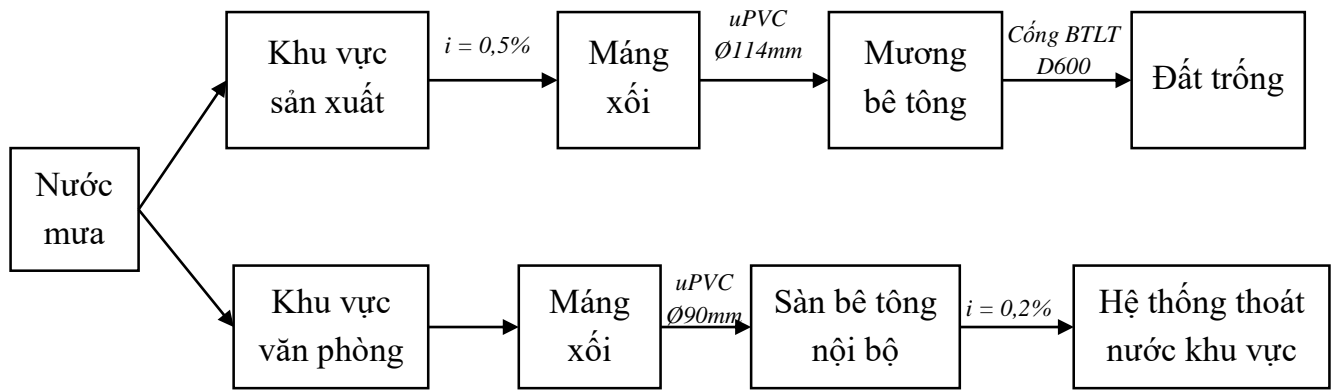 Khu vực
sản xuất
i = 0,5%
Máng
xối
uPVC
Ø114mm
Mương
bê tông
Cống BTLT
D600
Đất trống
Nước
mưa
Khu vực
văn phòng
Máng
xối
uPVC
Ø90mm
Sàn bê tông
nội bộ
i = 0,2%
Hệ thống thoát
nước khu vực